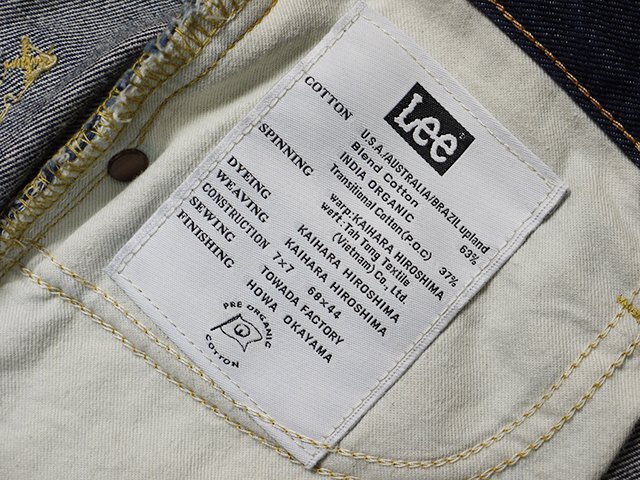 Lee
®
COTTON U.S.A./AUSTRALIA/BRAZIL upland
Blend Cotton 63%
INDIA ORGANIC
Transitional Cotton(P.O.C) 37%
SPINNING warp:KAIHARA HIROSHIMA
weft:Tah Tong Textile
(Vietnam) Co., Ltd.
DYEING KAIHARA HIROSHIMA
WEAVING KAIHARA HIROSHIMA
CONSTRUCTION 7×7 68×44
SEWING TOWADA FACTORY
FINISHING HOWA OKAYAMA
PRE ORGANIC
COTTON